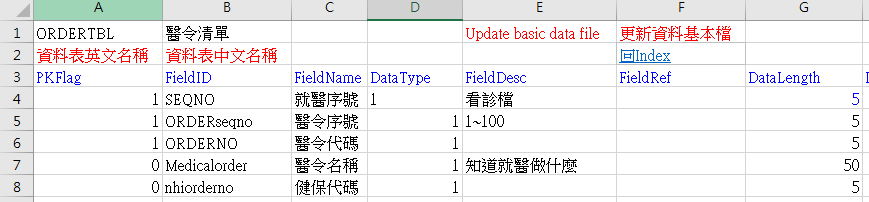 A B C D E F G
1 ORDERTBL 醫令清單 Update basic data file 更新資料基本檔
2 資料表英文名稱 資料表中文名稱 回Index
3 PKFlag FieldID FieldName DataType FieldDesc FieldRef DataLength
4 1 SEQNO 就醫序號 1 看診檔 5
5 1 ORDERseqno 醫令序號 1 1~100 5
6 1 ORDERNO 醫令代碼 1 5
7 0 Medicalorder 醫令名稱 1 知道就醫做什麼 50
8 0 nhiorderno 健保代碼 1 5